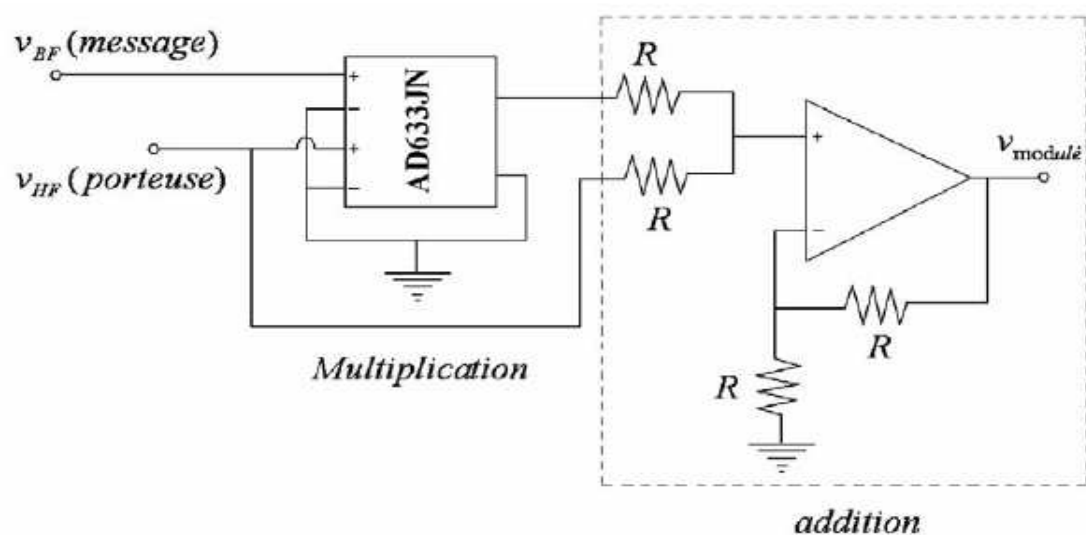 v_BF (message)
v_HF (porteuse)
+
−
+
−
AD633JN
Multiplication
R
R
+
−
v_modulé
R
R
addition